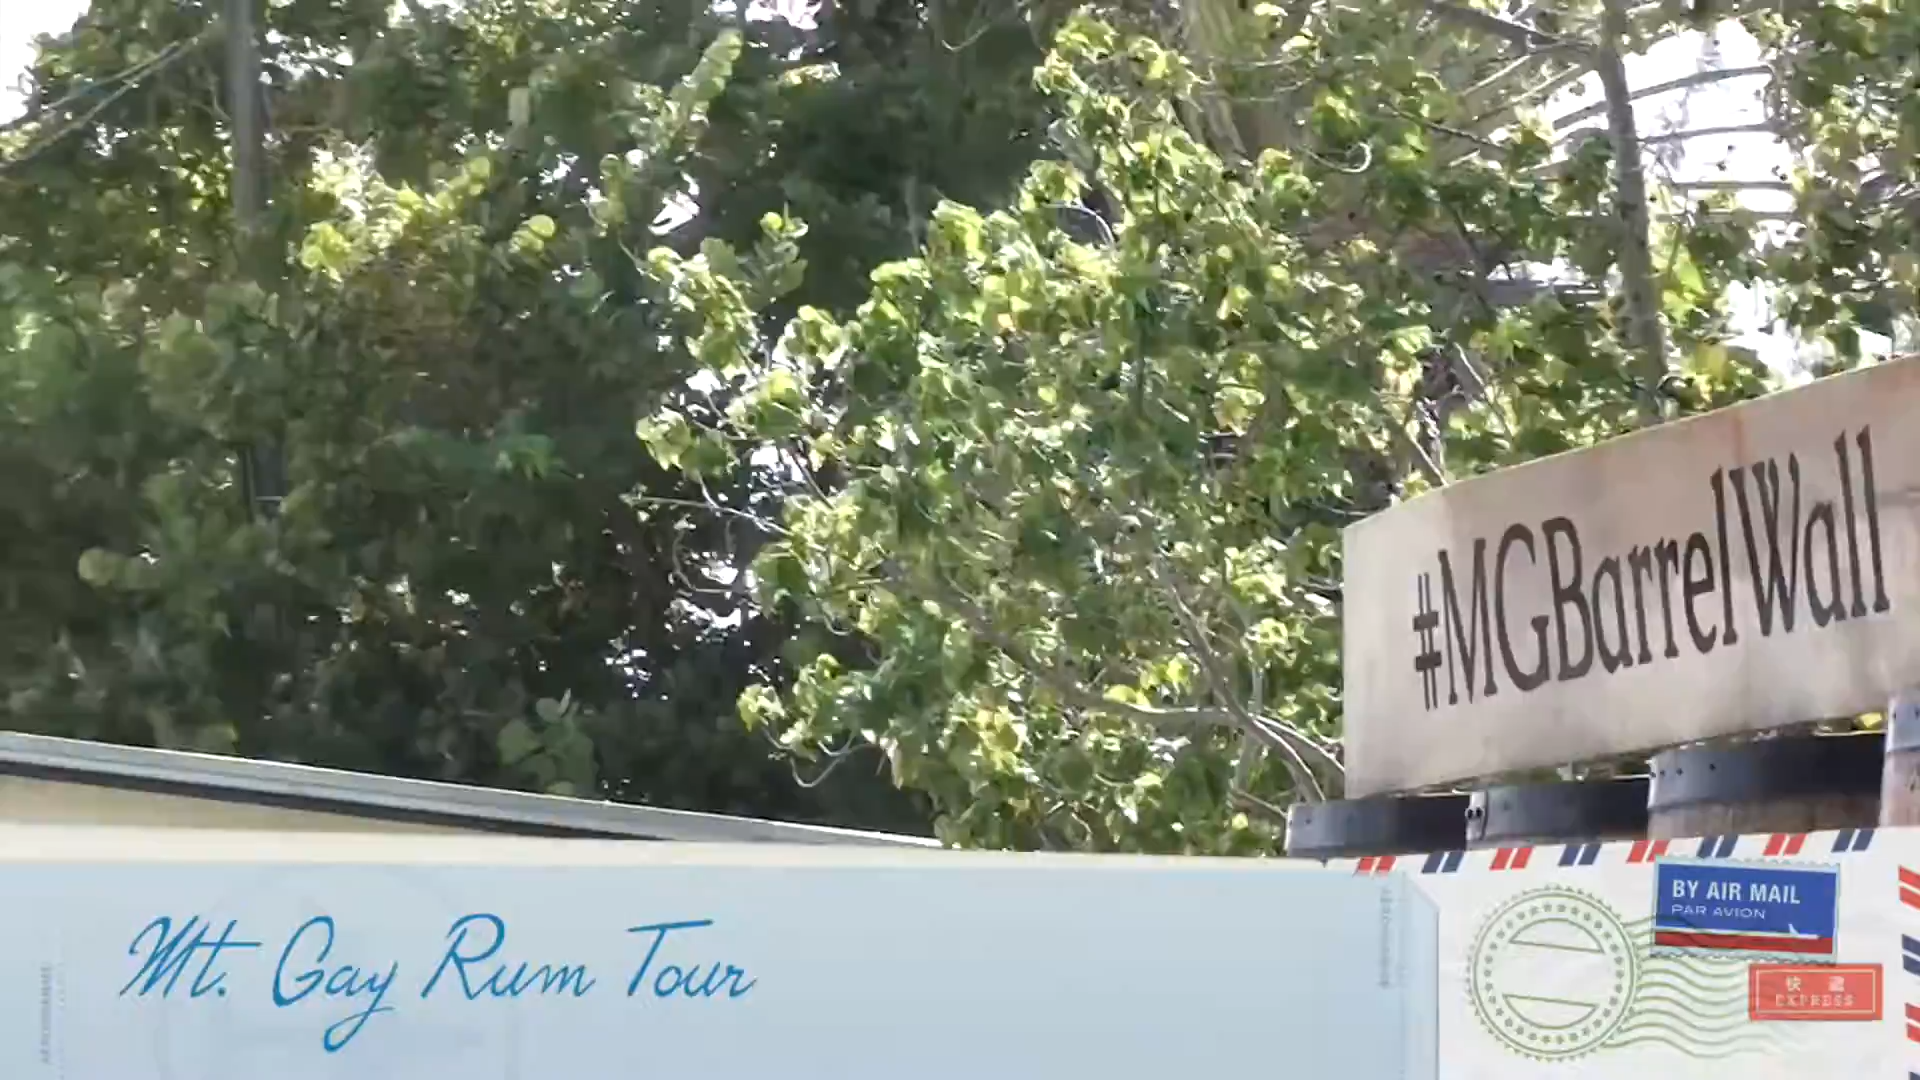 #MGBarrelWall
Mt. Gay Rum Tour
BY AIR MAIL
PAR AVION
EXPRESS